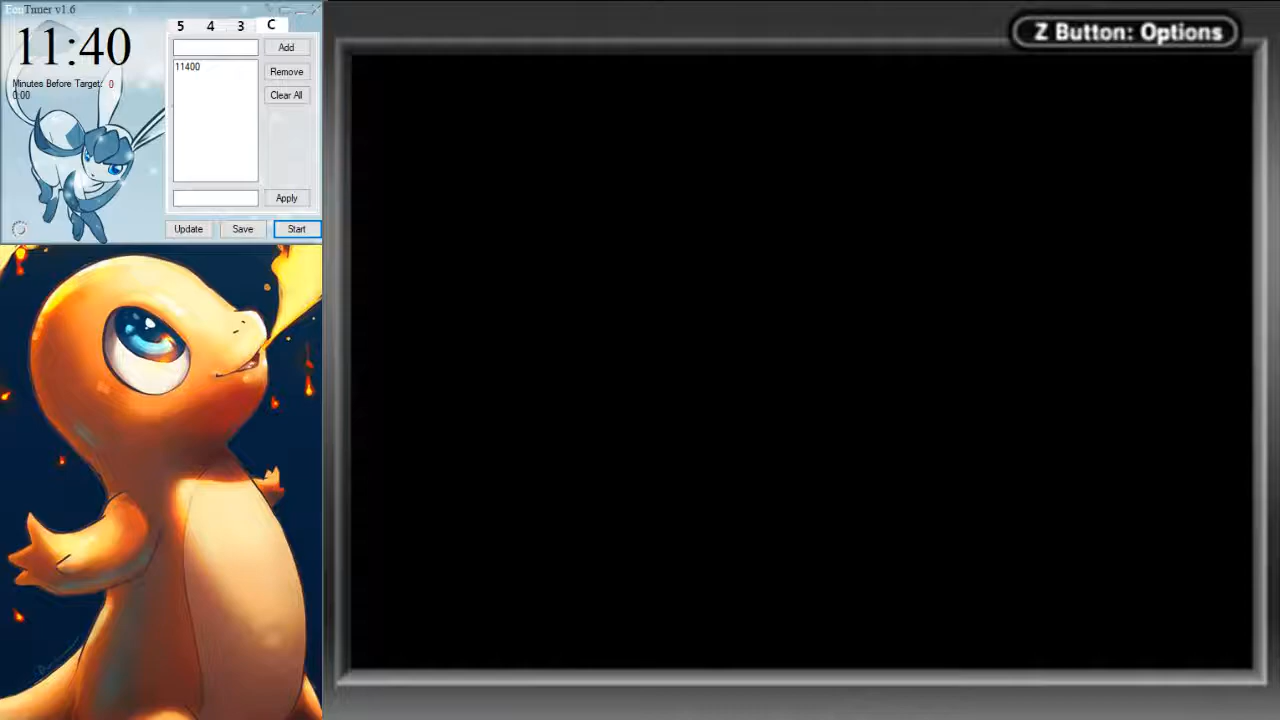 EonTimer v1.6
11:40
Minutes Before Target: 0
0:00
5 4 3 C
Add
11400
Remove
Clear All
Apply
Update Save Start
Z Button: Options